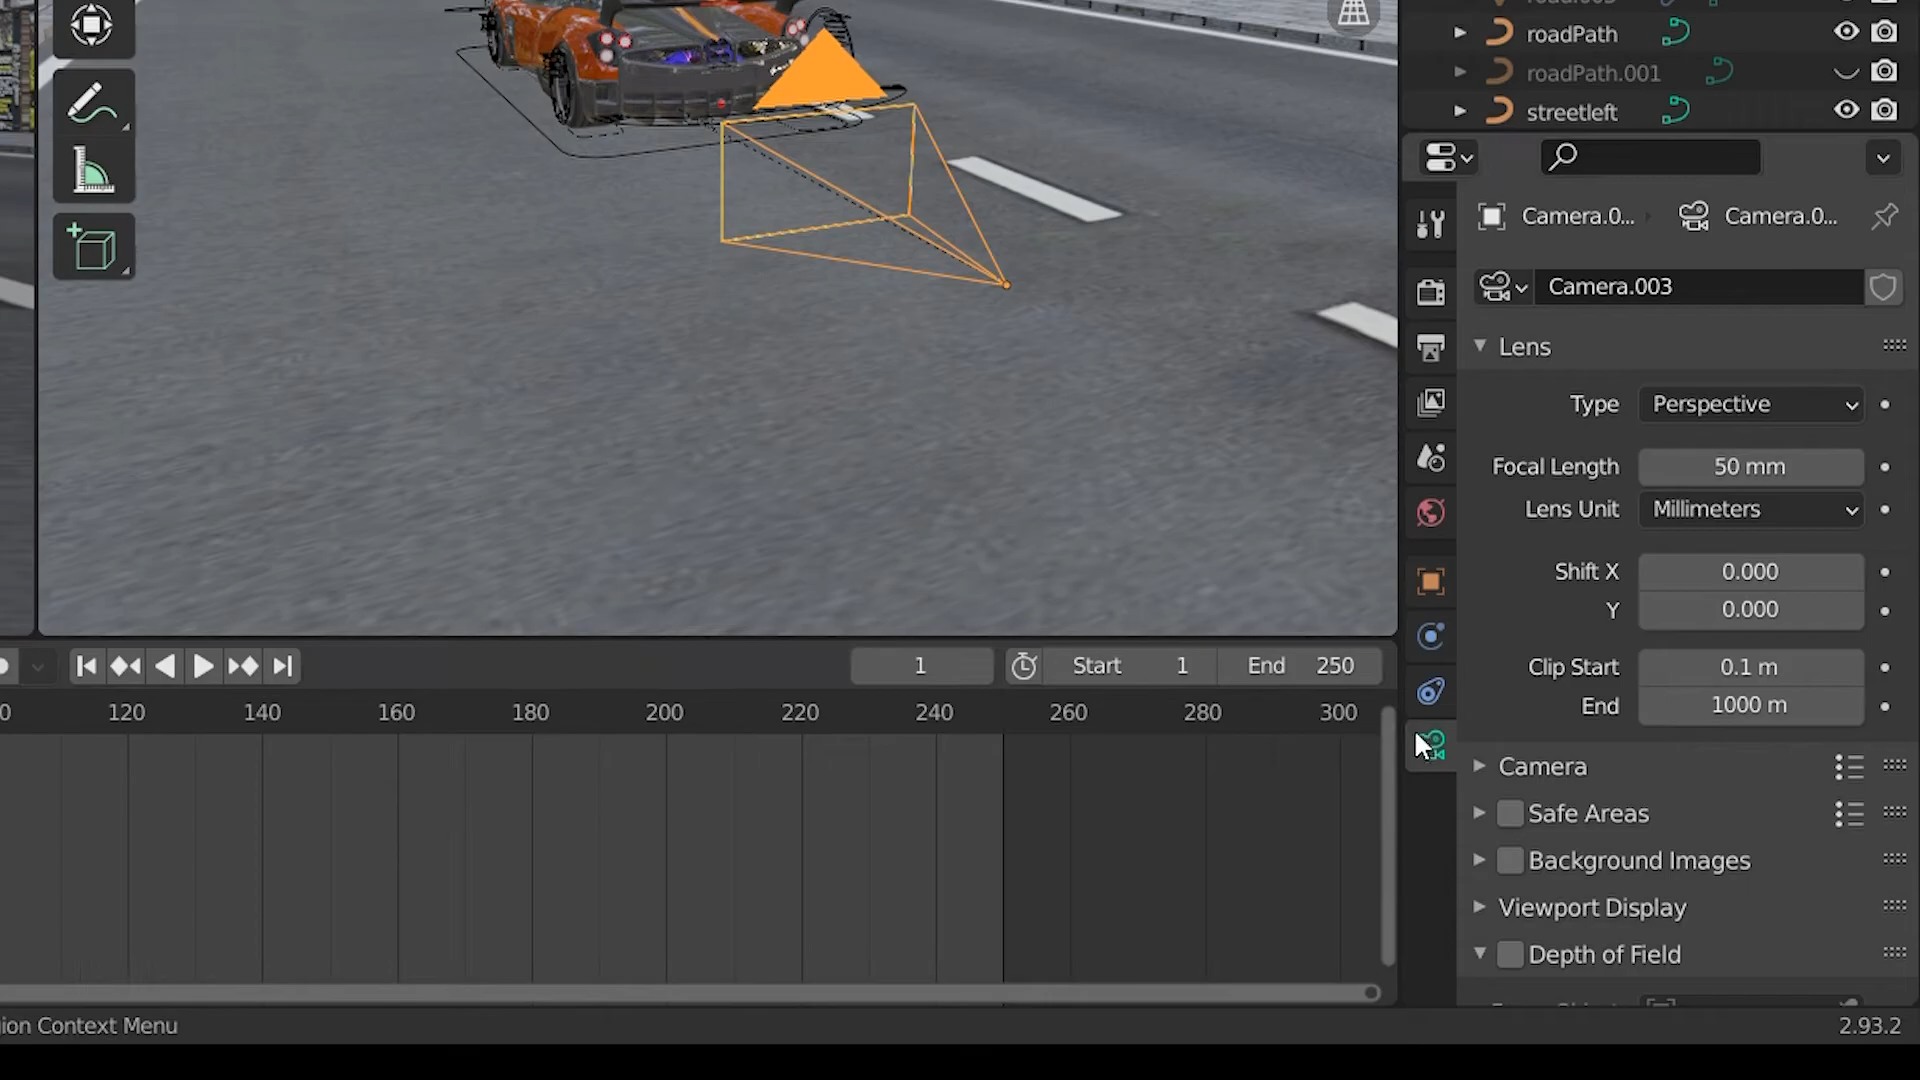 roadPath
roadPath.001
streetleft
Camera.0...
Camera.0...
Camera.003
Lens
Type
Perspective
Focal Length
50 mm
Lens Unit
Millimeters
Shift X
0.000
Y
0.000
Clip Start
0.1 m
End
1000 m
Camera
Safe Areas
Background Images
Viewport Display
Depth of Field
1
Start 1
End 250
0 120 140 160 180 200 220 240 260 280 300
ion Context Menu
2.93.2